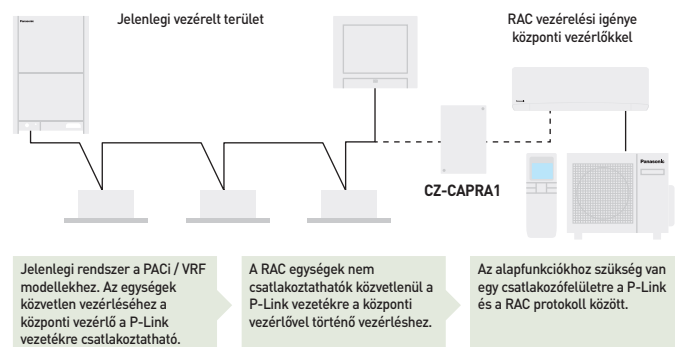 Panasonic
Jelenlegi vezérelt terület
RAC vezérelési igénye
központi vezérlőkkel
CZ-CAPRA1
Panasonic
Jelenlegi rendszer a PACi / VRF
modellekhez. Az egységek
közvetlen vezérléséhez a
központi vezérlő a P-Link
vezetékre csatlakoztatható.
A RAC egységek nem
csatlakoztathatók közvetlenül a
P-Link vezetékre a központi
vezérlővel történő vezérléshez.
Az alapfunkciókhoz szükség van
egy csatlakozófelületre a P-Link
és a RAC protokoll között.